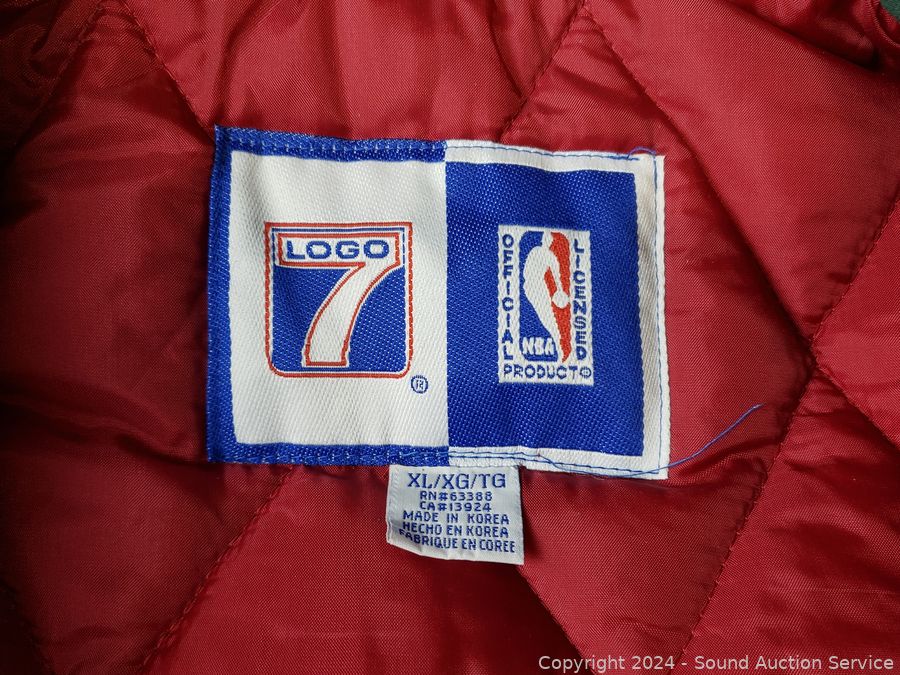 LOGO
7
®
OFFICIAL
LICENSED
NBA
PRODUCT®
XL/XG/TG
RN#63388
CA#13924
MADE IN KOREA
HECHO EN KOREA
FABRIQUE EN COREE
Copyright 2024 - Sound Auction Service